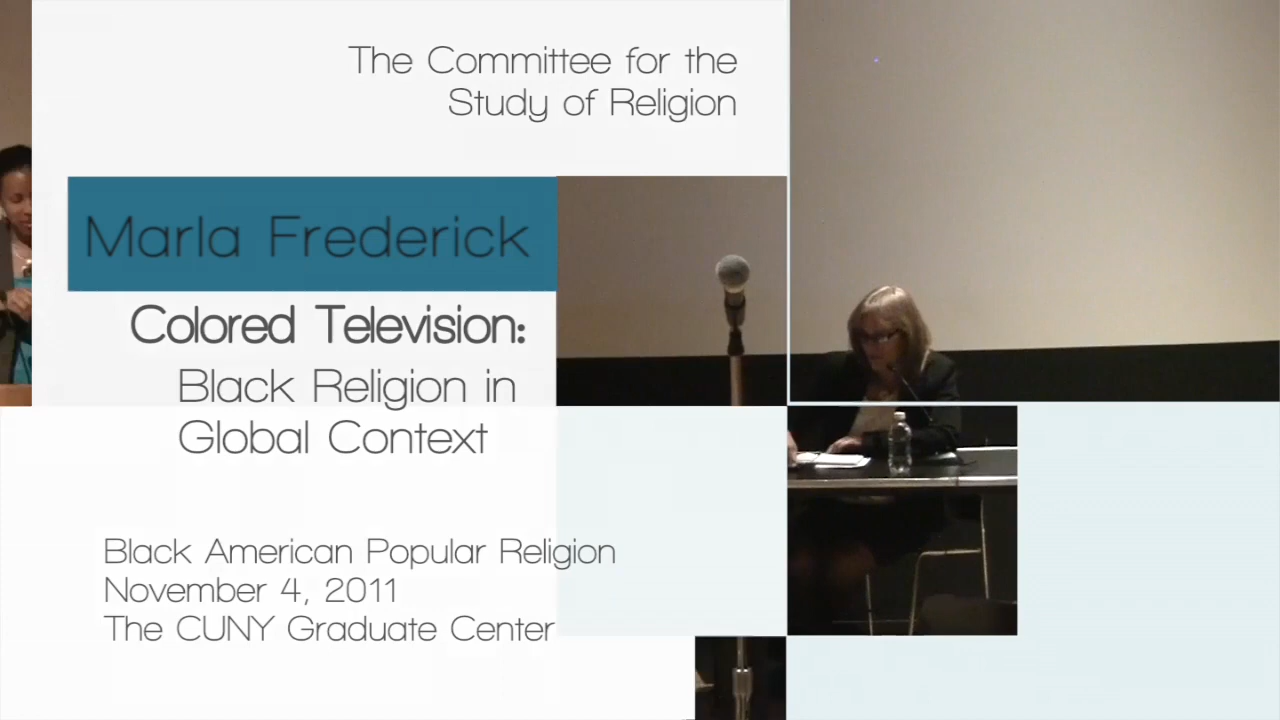 The Committee for the
Study of Religion
Marla Frederick
Colored Television:
Black Religion in
Global Context
Black American Popular Religion
November 4, 2011
The CUNY Graduate Center